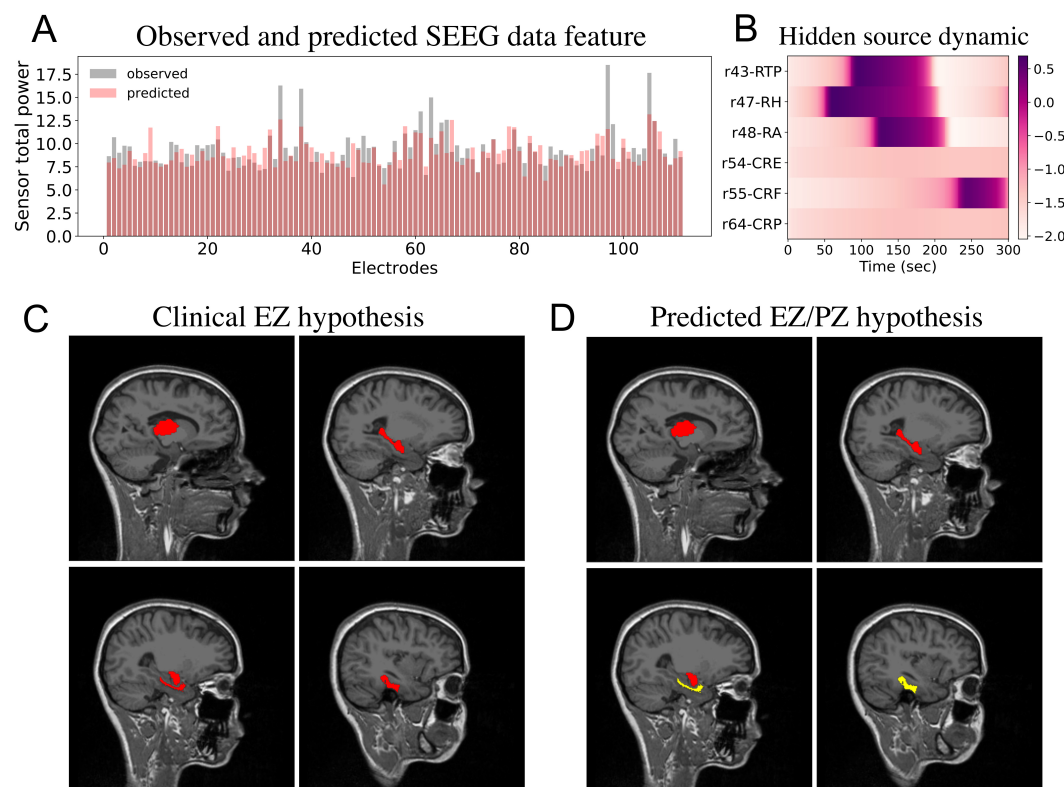 A
Observed and predicted SEEG data feature
Sensor total power
17.5
15.0
12.5
10.0
7.5
5.0
2.5
0.0
observed
predicted
0 20 40 60 80 100
Electrodes
B
Hidden source dynamic
r43-RTP
r47-RH
r48-RA
r54-CRE
r55-CRF
r64-CRP
0 50 100 150 200 250 300
Time (sec)
0.5
0.0
−0.5
−1.0
−1.5
−2.0
C
Clinical EZ hypothesis
D
Predicted EZ/PZ hypothesis